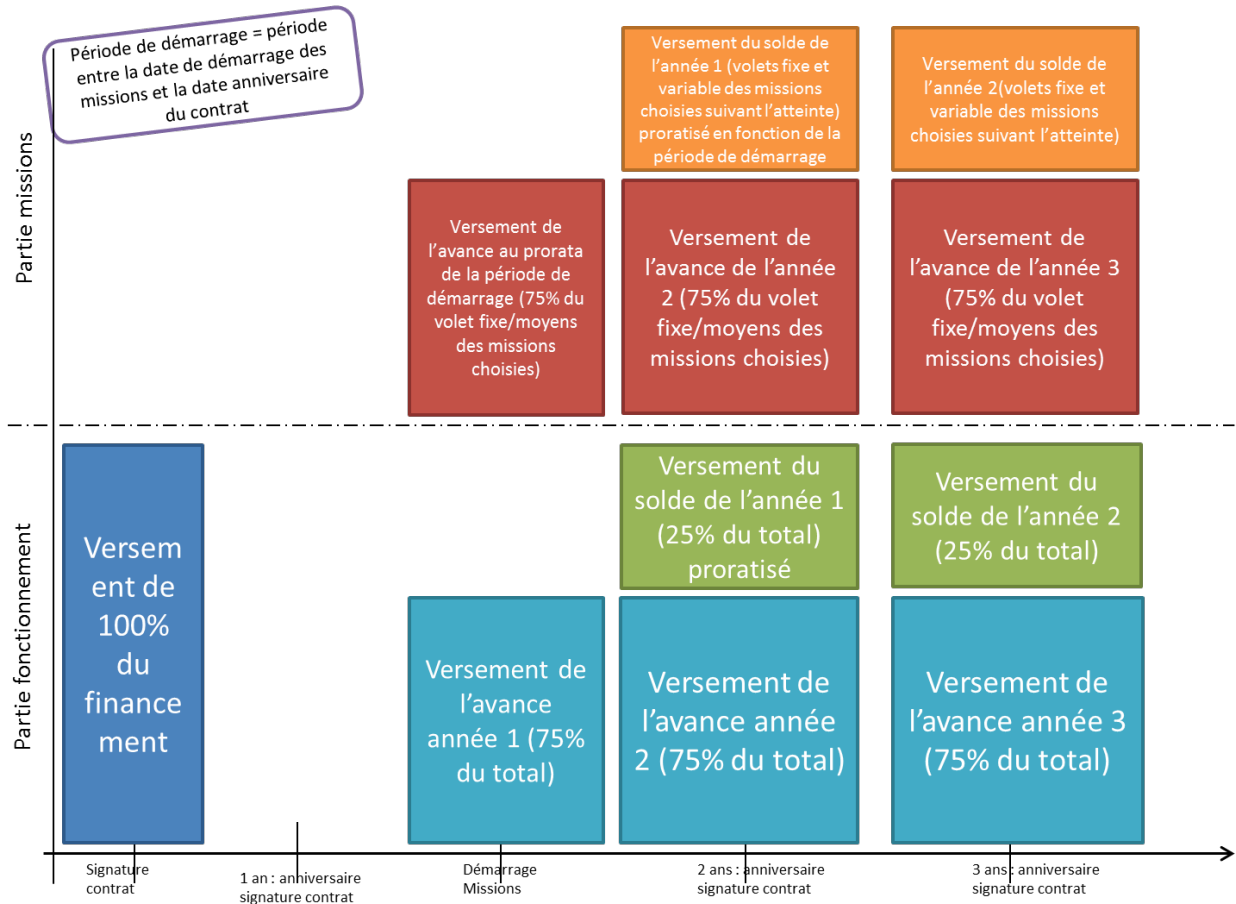 Période de démarrage = période
entre la date de démarrage des
missions et la date anniversaire
du contrat
Versement du solde de
l'année 1 (volets fixe et
variable des missions
choisies suivant l'atteinte)
proratisé en fonction de la
période de démarrage
Versement du solde de
l'année 2(volets fixe et
variable des missions
choisies suivant l'atteinte)
Partie missions
Versement de
l'avance au prorata
de la période de
démarrage (75% du
volet fixe/moyens
des missions
choisies)
Versement de
l'avance de l'année
2 (75% du volet
fixe/moyens des
missions choisies)
Versement de
l'avance de l'année 3
(75% du volet
fixe/moyens des
missions choisies)
Partie fonctionnement
Versem
ent de
100%
du
finance
ment
Versement du
solde de l'année 1
(25% du total)
proratisé
Versement du
solde de l'année 2
(25% du total)
Versement de
l'avance
année 1 (75%
du total)
Versement de
l'avance année
2 (75% du total)
Versement de
l'avance année 3
(75% du total)
Signature
contrat
1 an : anniversaire
signature contrat
Démarrage
Missions
2 ans : anniversaire
signature contrat
3 ans: anniversaire
signature contrat